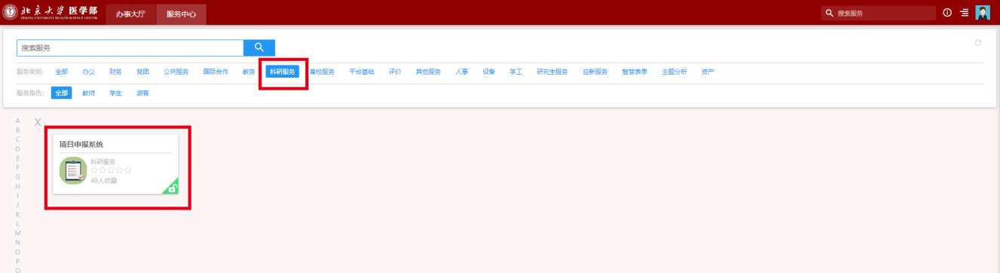 北京大学 医学部
PEKING UNIVERSITY HEALTH SCIENCE CENTER
办事大厅 服务中心 搜索服务
搜索服务
服务类别: 全部 办公 财务 党团 公共服务 国际合作 教务 科研服务 离校服务 平台基础 评价 其他服务 人事 设备 学工 研究生服务 迎新服务 智慧表单 主题分析 资产
服务角色: 全部 教师 学生 游客
A
B
C
D
E
F
G
H
I
J
K
L
M
N
O
P
Q
X
项目申报系统
科研服务
48人收藏